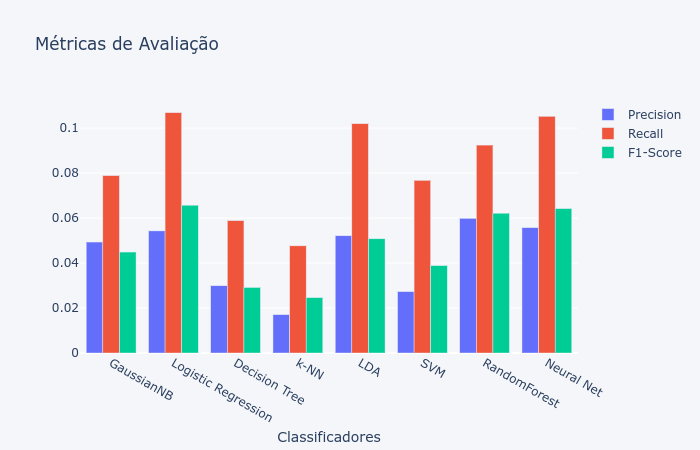 Métricas de Avaliação
Precision
Recall
F1-Score
0.1
0.08
0.06
0.04
0.02
0
GaussianNB
Logistic Regression
Decision Tree
k-NN
LDA
SVM
RandomForest
Neural Net
Classificadores